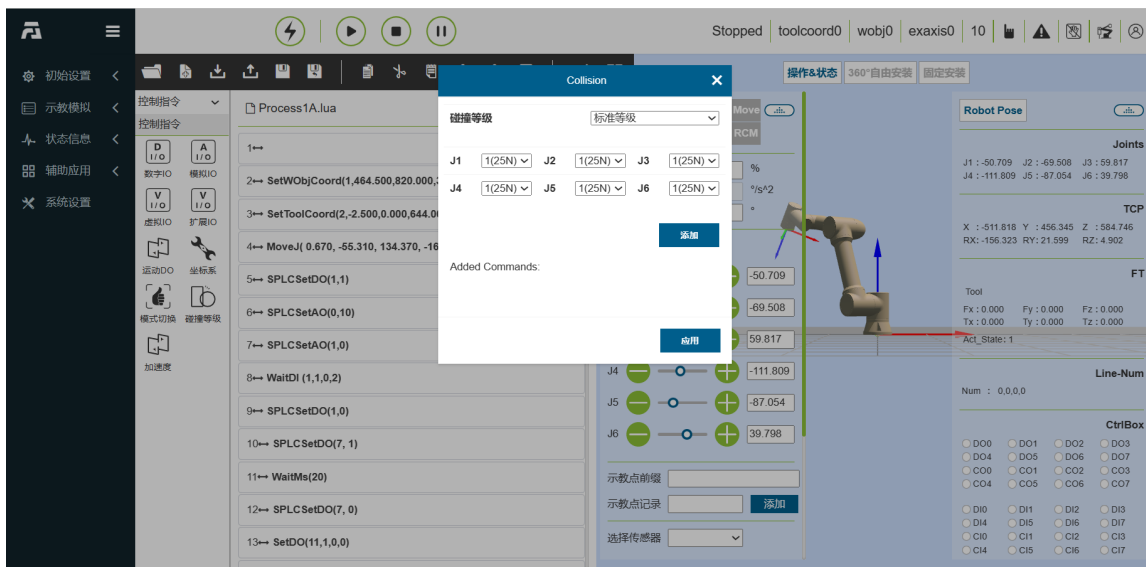 Stopped toolcoord0 wobj0 exaxis0 10
初始设置
示教模拟
状态信息
辅助应用
系统设置
控制指令
控制指令
D I/O
A I/O
数字IO 模拟IO
V I/O
V I/O
虚拟IO 扩展IO
运动DO 坐标系
模式切换 碰撞等级
加速度
Process1A.lua
1
2 SetWObjCoord(1,464.500,820.000,
3 SetToolCoord(2,-2.500,0.000,644.0
4 MoveJ( 0.670, -55.310, 134.370, -16
5 SPLCSetDO(1,1)
6 SPLCSetAO(0,10)
7 SPLCSetAO(1,0)
8 WaitDI (1,1,0,2)
9 SPLCSetDO(1,0)
10 SPLCSetDO(7, 1)
11 WaitMs(20)
12 SPLCSetDO(7, 0)
13 SetDO(11,1,0,0)
Collision
碰撞等级 标准等级
J1 1(25N) J2 1(25N) J3 1(25N)
J4 1(25N) J5 1(25N) J6 1(25N)
添加
Added Commands:
应用
操作&状态 360°自由安装 固定安装
Move
RCM
%
°/s^2
°
-50.709
-69.508
59.817
J4 -111.809
J5 -87.054
J6 39.798
示教点前缀
示教点记录 添加
选择传感器
Robot Pose
Joints
J1 : -50.709 J2 : -69.508 J3 : 59.817
J4 : -111.809 J5 : -87.054 J6 : 39.798
TCP
X : -511.818 Y : 456.345 Z : 584.746
RX: -156.323 RY: 21.599 RZ: 4.902
FT
Tool
Fx : 0.000 Fy : 0.000 Fz : 0.000
Tx : 0.000 Ty : 0.000 Tz : 0.000
Act_State: 1
Line-Num
Num : 0,0,0,0
CtrlBox
DO0 DO1 DO2 DO3
DO4 DO5 DO6 DO7
CO0 CO1 CO2 CO3
CO4 CO5 CO6 CO7
DI0 DI1 DI2 DI3
DI4 DI5 DI6 DI7
CI0 CI1 CI2 CI3
CI4 CI5 CI6 CI7